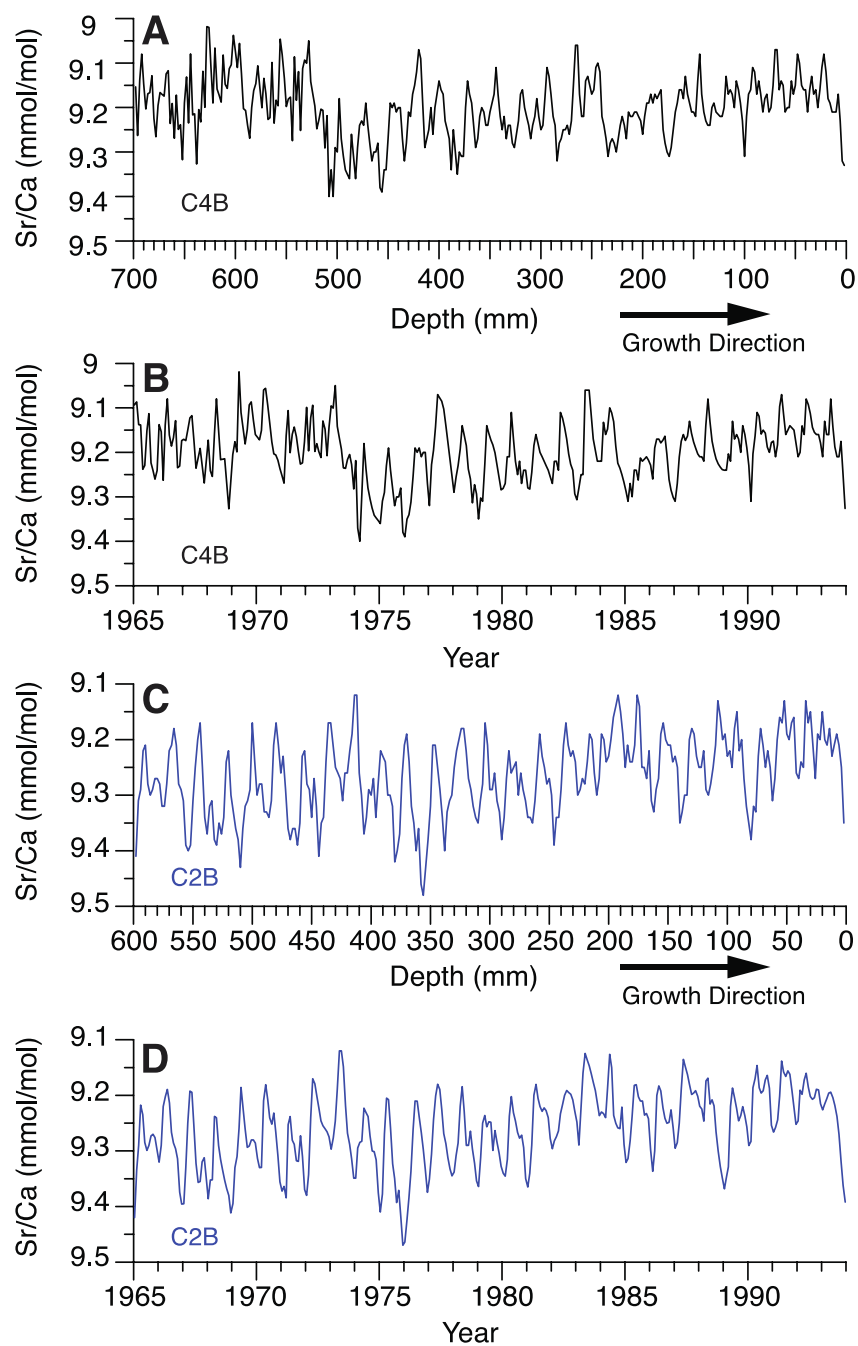 A
9
9.1
9.2
9.3
9.4
9.5
Sr/Ca (mmol/mol)
C4B
700 600 500 400 300 200 100 0
Depth (mm)
Growth Direction
B
9
9.1
9.2
9.3
9.4
9.5
Sr/Ca (mmol/mol)
C4B
1965 1970 1975 1980 1985 1990
Year
C
9.1
9.2
9.3
9.4
9.5
Sr/Ca (mmol/mol)
C2B
600 550 500 450 400 350 300 250 200 150 100 50 0
Depth (mm)
Growth Direction
D
9.1
9.2
9.3
9.4
9.5
Sr/Ca (mmol/mol)
C2B
1965 1970 1975 1980 1985 1990
Year